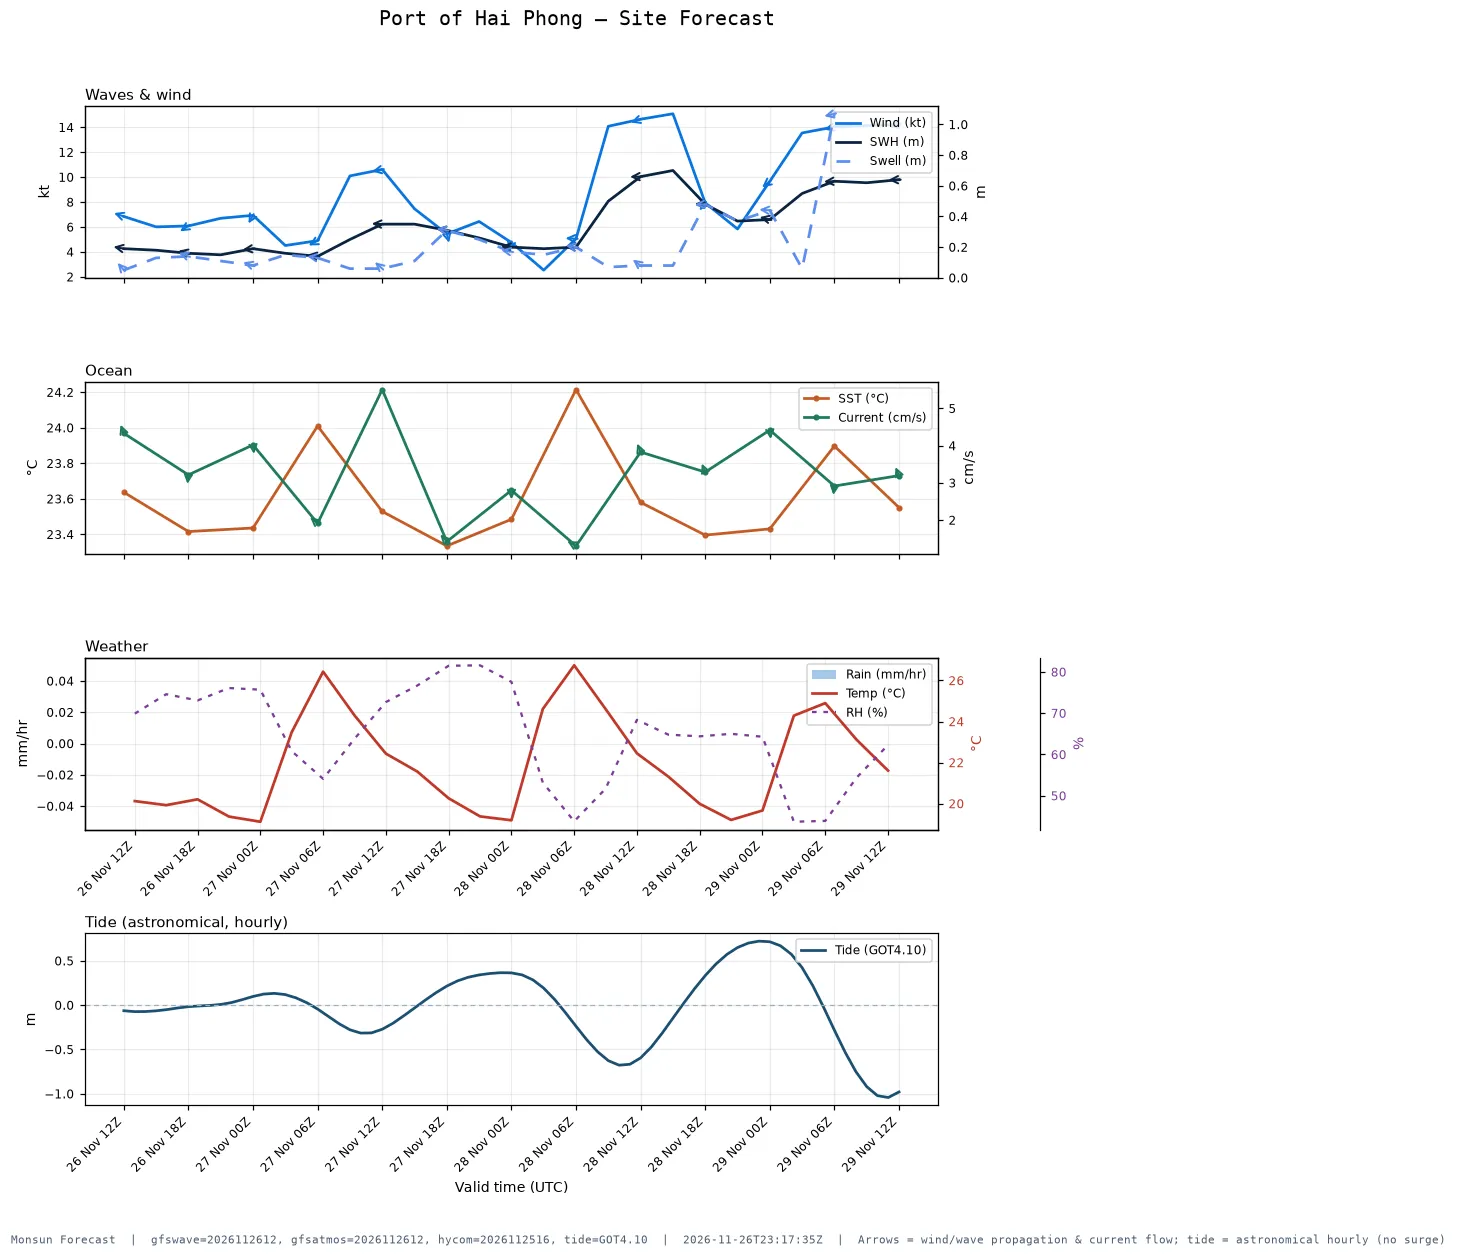 Port of Hai Phong — Site Forecast
Waves & wind
14
12
10
8
6
4
2
kt
1.0
0.8
0.6
0.4
0.2
0.0
m
Wind (kt)
SWH (m)
Swell (m)
Ocean
24.2
24.0
23.8
23.6
23.4
°C
5
4
3
2
cm/s
SST (°C)
Current (cm/s)
Weather
0.04
0.02
0.00
−0.02
−0.04
mm/hr
26
24
22
20
°C
80
70
60
50
%
Rain (mm/hr)
Temp (°C)
RH (%)
26 Nov 12Z
26 Nov 18Z
27 Nov 00Z
27 Nov 06Z
27 Nov 12Z
27 Nov 18Z
28 Nov 00Z
28 Nov 06Z
28 Nov 12Z
28 Nov 18Z
29 Nov 00Z
29 Nov 06Z
29 Nov 12Z
Tide (astronomical, hourly)
0.5
0.0
−0.5
−1.0
m
Tide (GOT4.10)
26 Nov 12Z
26 Nov 18Z
27 Nov 00Z
27 Nov 06Z
27 Nov 12Z
27 Nov 18Z
28 Nov 00Z
28 Nov 06Z
28 Nov 12Z
28 Nov 18Z
29 Nov 00Z
29 Nov 06Z
29 Nov 12Z
Valid time (UTC)
Monsun Forecast | gfswave=2026112612, gfsatmos=2026112612, hycom=2026112516, tide=GOT4.10 | 2026-11-26T23:17:35Z | Arrows = wind/wave propagation & current flow; tide = astronomical hourly (no surge)